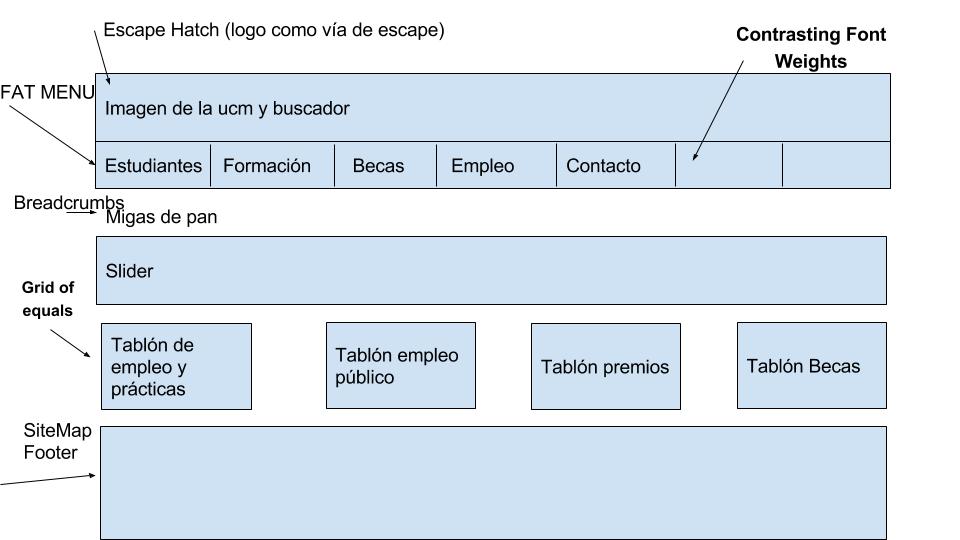 Escape Hatch (logo como vía de escape)
Contrasting Font
Weights
FAT MENU
Imagen de la ucm y buscador
Estudiantes
Formación
Becas
Empleo
Contacto
Breadcrumbs
Migas de pan
Slider
Grid of
equals
Tablón de
empleo y
prácticas
Tablón empleo
público
Tablón premios
Tablón Becas
SiteMap
Footer